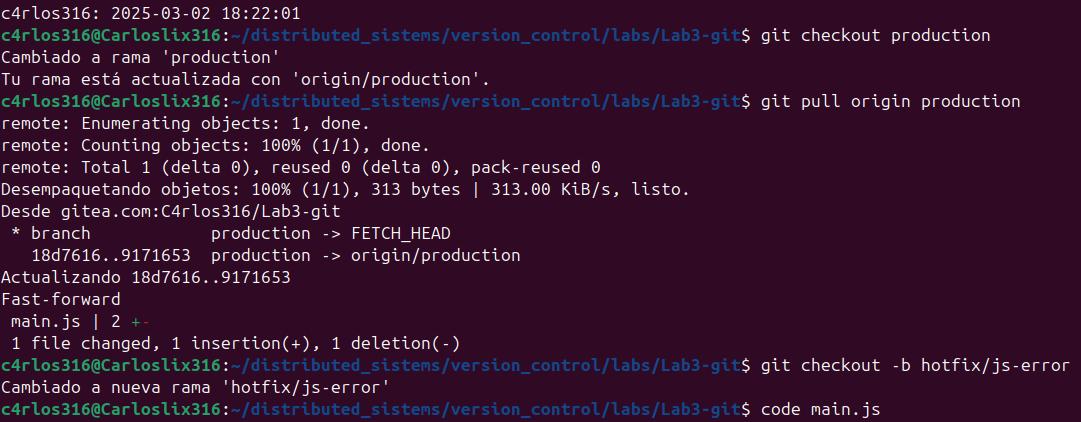 c4rlos316: 2025-03-02 18:22:01
c4rlos316@Carloslix316:~/distributed_sistems/version_control/labs/Lab3-git$ git checkout production
Cambiado a rama 'production'
Tu rama está actualizada con 'origin/production'.
c4rlos316@Carloslix316:~/distributed_sistems/version_control/labs/Lab3-git$ git pull origin production
remote: Enumerating objects: 1, done.
remote: Counting objects: 100% (1/1), done.
remote: Total 1 (delta 0), reused 0 (delta 0), pack-reused 0
Desempaquetando objetos: 100% (1/1), 313 bytes | 313.00 KiB/s, listo.
Desde gitea.com:C4rlos316/Lab3-git
 * branch            production -> FETCH_HEAD
   18d7616..9171653  production -> origin/production
Actualizando 18d7616..9171653
Fast-forward
 main.js | 2 +-
 1 file changed, 1 insertion(+), 1 deletion(-)
c4rlos316@Carloslix316:~/distributed_sistems/version_control/labs/Lab3-git$ git checkout -b hotfix/js-error
Cambiado a nueva rama 'hotfix/js-error'
c4rlos316@Carloslix316:~/distributed_sistems/version_control/labs/Lab3-git$ code main.js